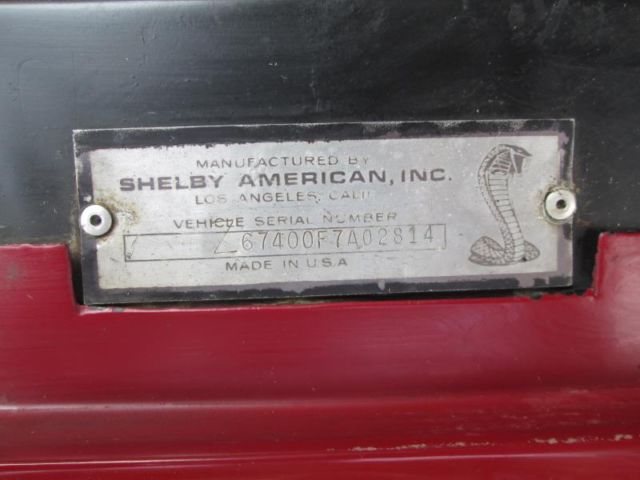 MANUFACTURED BY
SHELBY AMERICAN, INC.
LOS ANGELES, CALIF.
VEHICLE SERIAL NUMBER
67400F7A02814
MADE IN U.S.A